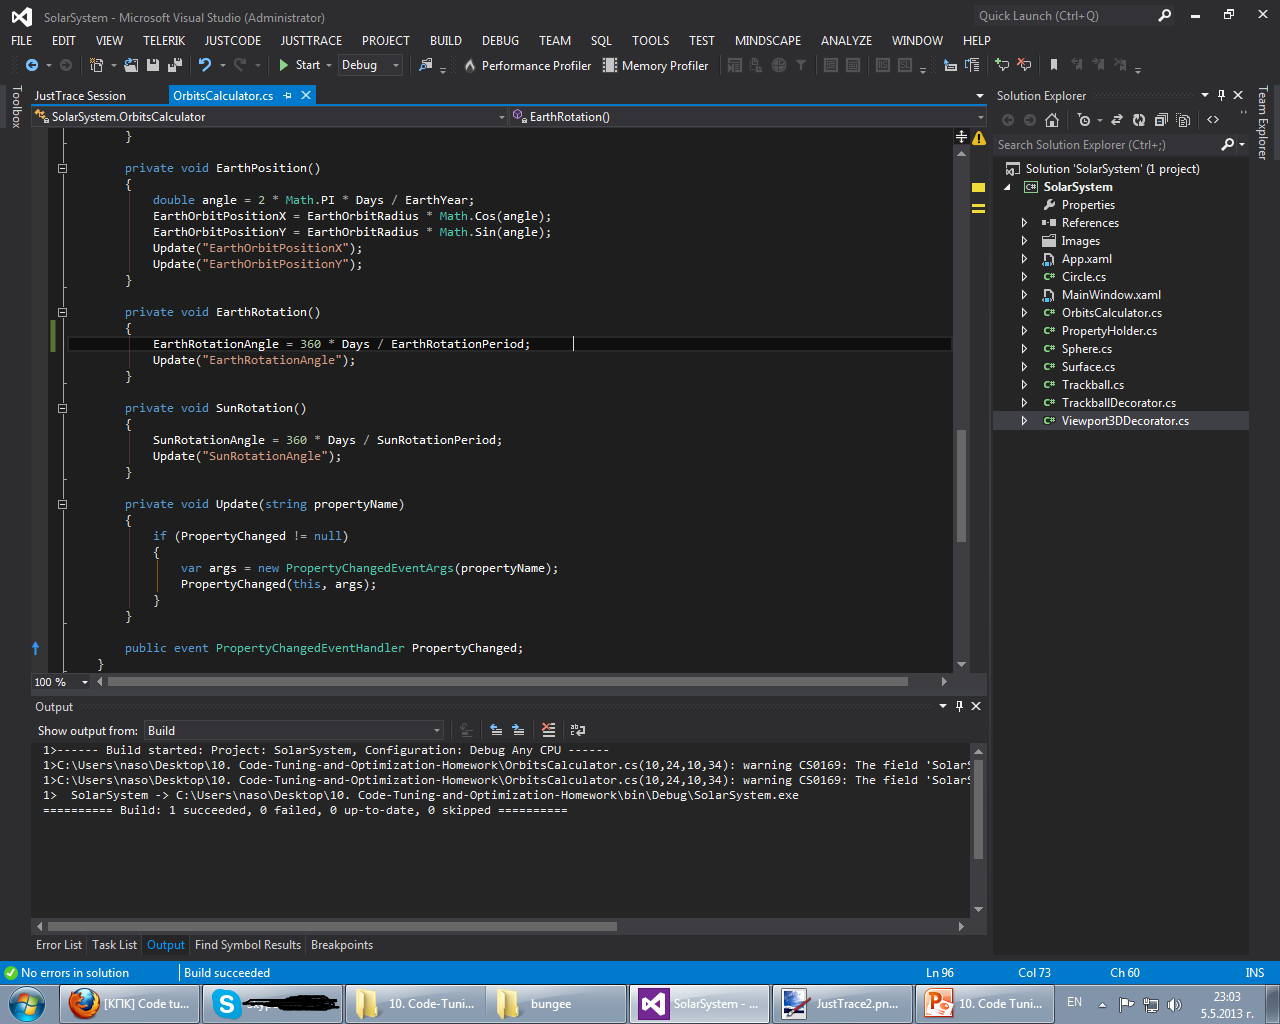 SolarSystem - Microsoft Visual Studio (Administrator)
Quick Launch (Ctrl+Q)
FILE EDIT VIEW TELERIK JUSTCODE JUSTTRACE PROJECT BUILD DEBUG TEAM SQL TOOLS TEST MINDSCAPE ANALYZE WINDOW HELP
Start Debug Performance Profiler Memory Profiler
Toolbox
JustTrace Session OrbitsCalculator.cs
SolarSystem.OrbitsCalculator EarthRotation()
}
private void EarthPosition()
{
double angle = 2 * Math.PI * Days / EarthYear;
EarthOrbitPositionX = EarthOrbitRadius * Math.Cos(angle);
EarthOrbitPositionY = EarthOrbitRadius * Math.Sin(angle);
Update("EarthOrbitPositionX");
Update("EarthOrbitPositionY");
}
private void EarthRotation()
{
EarthRotationAngle = 360 * Days / EarthRotationPeriod;
Update("EarthRotationAngle");
}
private void SunRotation()
{
SunRotationAngle = 360 * Days / SunRotationPeriod;
Update("SunRotationAngle");
}
private void Update(string propertyName)
{
if (PropertyChanged != null)
{
var args = new PropertyChangedEventArgs(propertyName);
PropertyChanged(this, args);
}
}
public event PropertyChangedEventHandler PropertyChanged;
}
100 %
Solution Explorer
Search Solution Explorer (Ctrl+;)
Solution 'SolarSystem' (1 project)
C# SolarSystem
Properties
References
Images
App.xaml
C# Circle.cs
MainWindow.xaml
C# OrbitsCalculator.cs
C# PropertyHolder.cs
C# Sphere.cs
C# Surface.cs
C# Trackball.cs
C# TrackballDecorator.cs
C# Viewport3DDecorator.cs
Team Explorer
Output
Show output from: Build
1>------ Build started: Project: SolarSystem, Configuration: Debug Any CPU ------
1>C:\Users\naso\Desktop\10. Code-Tuning-and-Optimization-Homework\OrbitsCalculator.cs(10,24,10,34): warning CS0169: The field 'SolarS
1>C:\Users\naso\Desktop\10. Code-Tuning-and-Optimization-Homework\OrbitsCalculator.cs(10,24,10,34): warning CS0169: The field 'SolarS
1>  SolarSystem -> C:\Users\naso\Desktop\10. Code-Tuning-and-Optimization-Homework\bin\Debug\SolarSystem.exe
========== Build: 1 succeeded, 0 failed, 0 up-to-date, 0 skipped ==========
Error List Task List Output Find Symbol Results Breakpoints
No errors in solution Build succeeded Ln 96 Col 73 Ch 60 INS
[КПК] Code tu... 10. Code-Tuni... bungee SolarSystem - ... JustTrace2.pn... 10. Code Tuni... EN 23:03
5.5.2013 г.